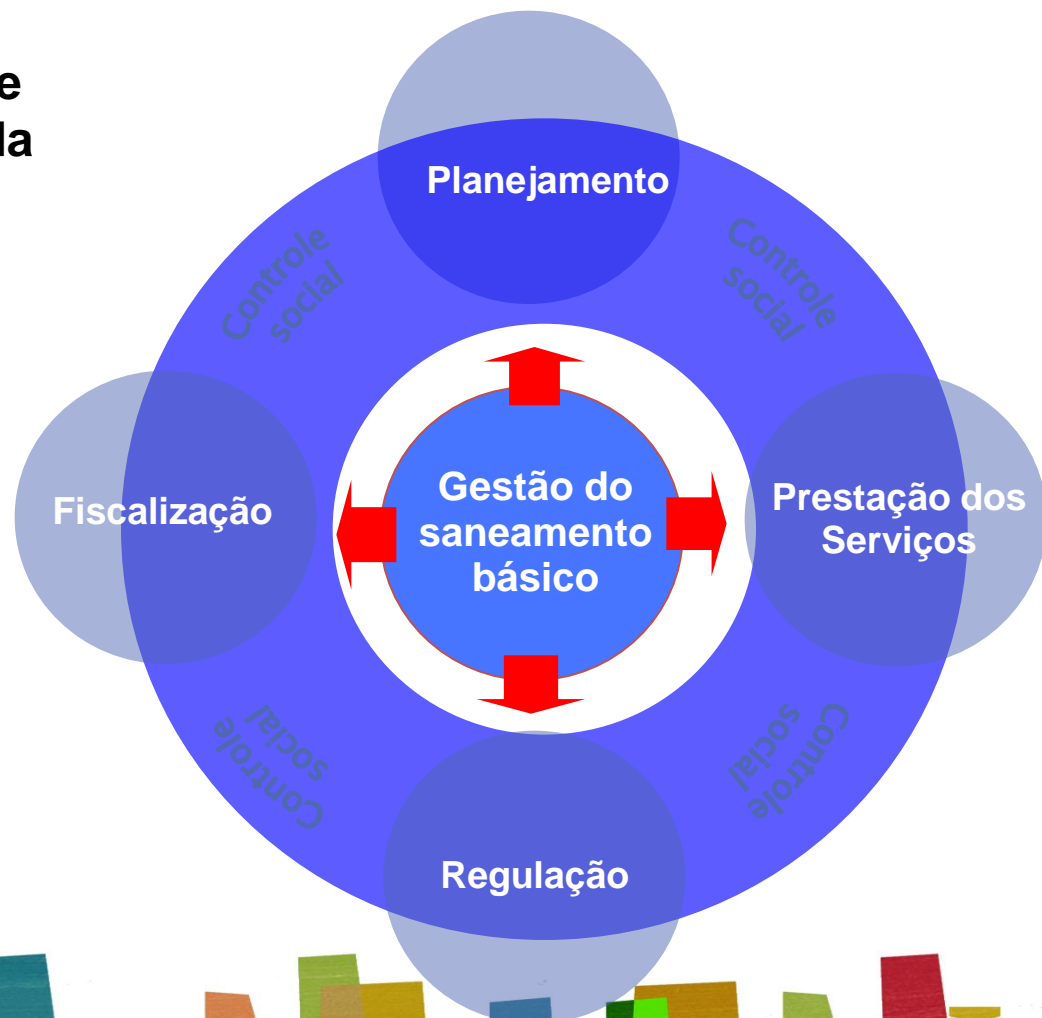 e
la
Planejamento
Controle
social
Controle
social
Fiscalização
Gestão do
saneamento
básico
Prestação dos
Serviços
Controle
social
Controle
social
Regulação